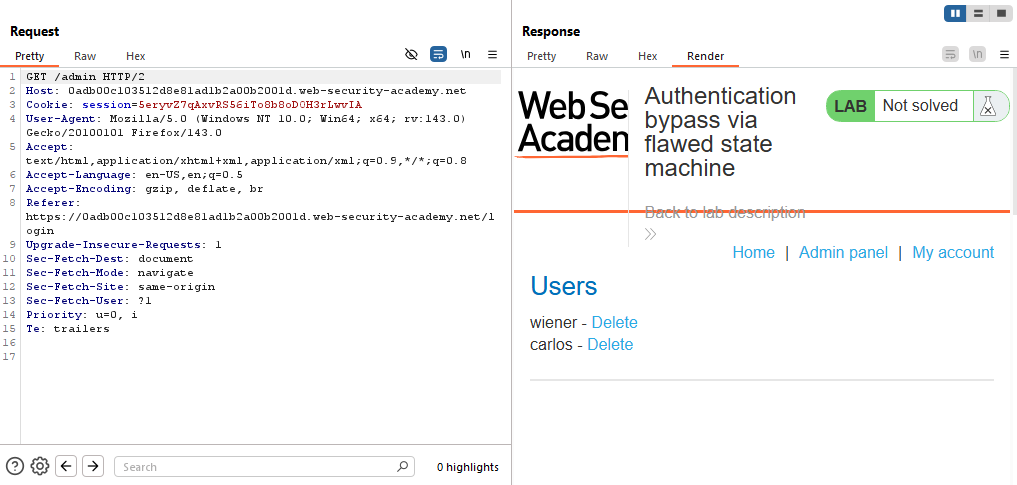 Request
Pretty Raw Hex \n
1 GET /admin HTTP/2
2 Host: 0adb00c103512d8e81ad1b2a00b2001d.web-security-academy.net
3 Cookie: session=5eryvZ7qAxvRS56iTo8b8oDOH3rLwvIA
4 User-Agent: Mozilla/5.0 (Windows NT 10.0; Win64; x64; rv:143.0)
Gecko/20100101 Firefox/143.0
5 Accept:
text/html,application/xhtml+xml,application/xml;q=0.9,*/*;q=0.8
6 Accept-Language: en-US,en;q=0.5
7 Accept-Encoding: gzip, deflate, br
8 Referer:
https://0adb00c103512d8e81ad1b2a00b2001d.web-security-academy.net/l
ogin
9 Upgrade-Insecure-Requests: 1
10 Sec-Fetch-Dest: document
11 Sec-Fetch-Mode: navigate
12 Sec-Fetch-Site: same-origin
13 Sec-Fetch-User: ?1
14 Priority: u=0, i
15 Te: trailers
16
17
Search
0 highlights
Response
Pretty Raw Hex Render \n
Web Se
Academ
Authentication
bypass via
flawed state
machine
LAB Not solved
Back to lab description
Home | Admin panel | My account
Users
wiener - Delete
carlos - Delete